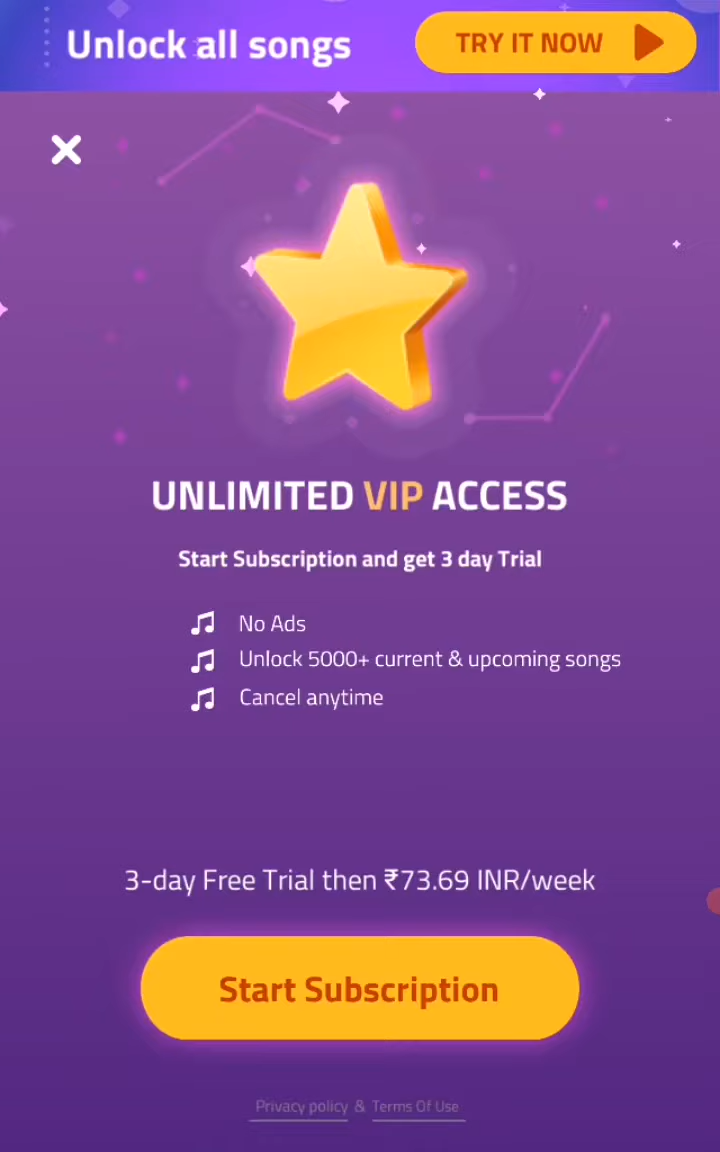 Unlock all songs
TRY IT NOW
UNLIMITED VIP ACCESS
Start Subscription and get 3 day Trial
No Ads
Unlock 5000+ current & upcoming songs
Cancel anytime
3-day Free Trial then ₹73.69 INR/week
Start Subscription
Privacy policy & Terms Of Use